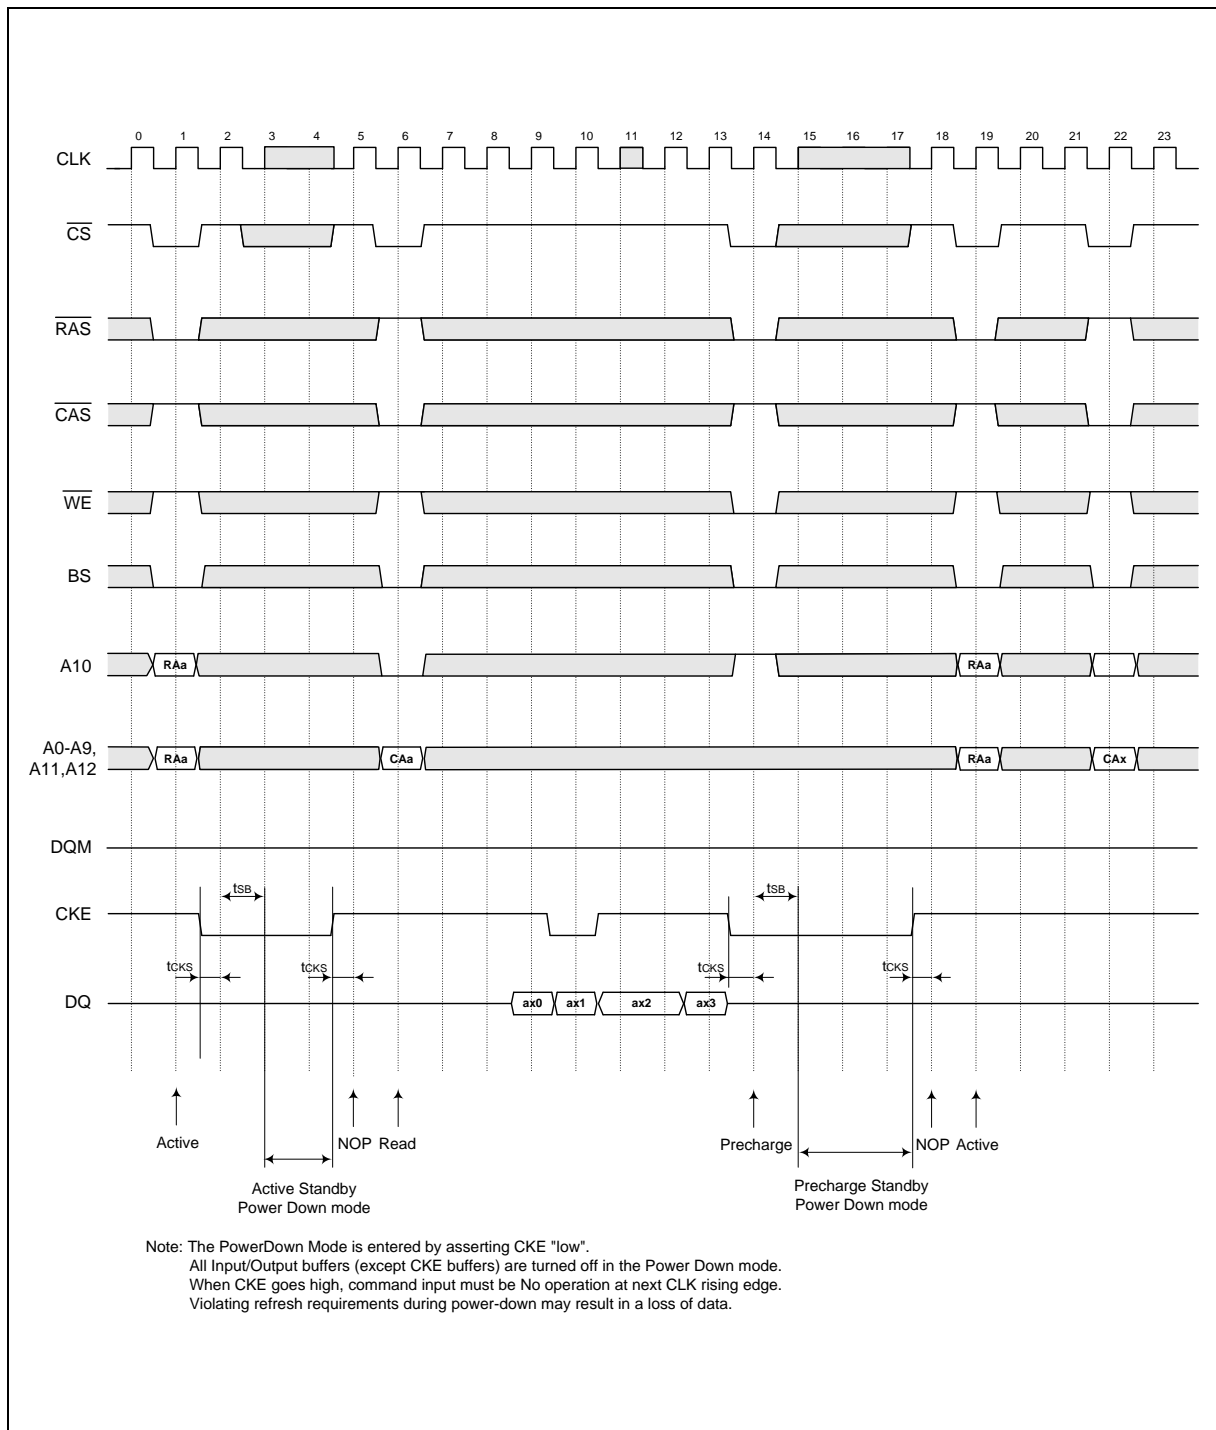 0 1 2 3 4 5 6 7 8 9 10 11 12 13 14 15 16 17 18 19 20 21 22 23
CLK
CS
RAS
CAS
WE
BS
A10 RAa RAa
A0-A9,
A11,A12 RAa CAa RAa CAx
DQM
tSB tSB
CKE
tCKS tCKS tCKS tCKS
DQ ax0 ax1 ax2 ax3
Active NOP Read Precharge NOP Active
Active Standby
Power Down mode
Precharge Standby
Power Down mode
Note: The PowerDown Mode is entered by asserting CKE "low".
All Input/Output buffers (except CKE buffers) are turned off in the Power Down mode.
When CKE goes high, command input must be No operation at next CLK rising edge.
Violating refresh requirements during power-down may result in a loss of data.